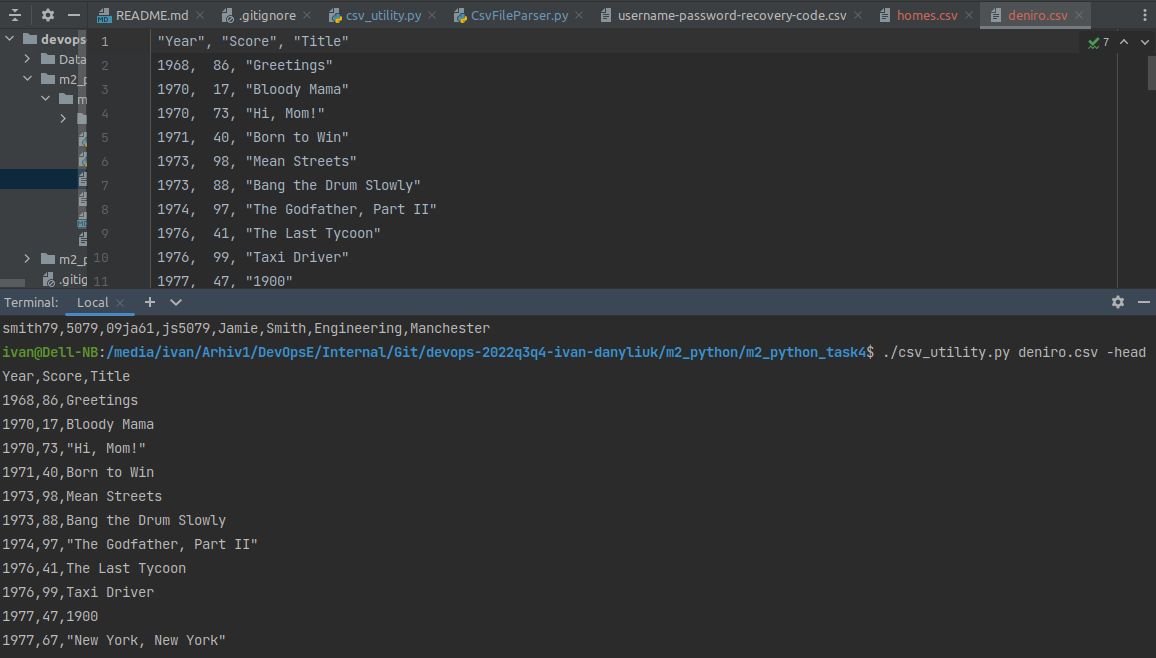 README.md .gitignore csv_utility.py CsvFileParser.py username-password-recovery-code.csv homes.csv deniro.csv
devops
1 "Year", "Score", "Title"
7
Data
2 1968,  86, "Greetings"
m2_p
3 1970,  17, "Bloody Mama"
m
4 1970,  73, "Hi, Mom!"
5 1971,  40, "Born to Win"
6 1973,  98, "Mean Streets"
7 1973,  88, "Bang the Drum Slowly"
8 1974,  97, "The Godfather, Part II"
9 1976,  41, "The Last Tycoon"
m2_p
10 1976,  99, "Taxi Driver"
.gitig
11 1977,  47, "1900"
Terminal: Local
smith79,5079,09ja61,js5079,Jamie,Smith,Engineering,Manchester
ivan@Dell-NB:/media/ivan/Arhiv1/DevOpsE/Internal/Git/devops-2022q3q4-ivan-danyliuk/m2_python/m2_python_task4$ ./csv_utility.py deniro.csv -head
Year,Score,Title
1968,86,Greetings
1970,17,Bloody Mama
1970,73,"Hi, Mom!"
1971,40,Born to Win
1973,98,Mean Streets
1973,88,Bang the Drum Slowly
1974,97,"The Godfather, Part II"
1976,41,The Last Tycoon
1976,99,Taxi Driver
1977,47,1900
1977,67,"New York, New York"